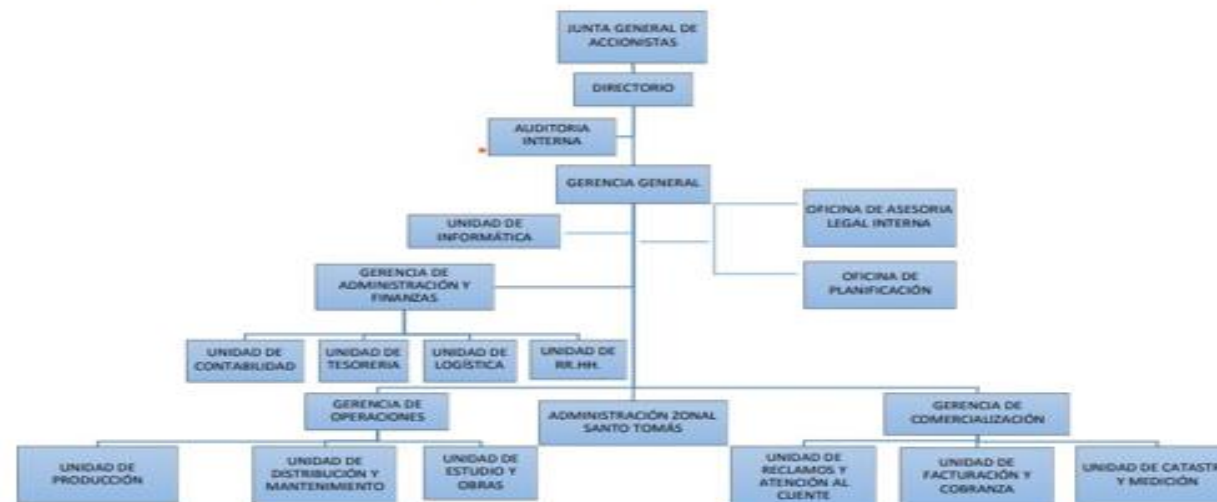 JUNTA GENERAL DE
ACCIONISTAS
DIRECTORIO
AUDITORIA
INTERNA
GERENCIA GENERAL
OFICINA DE ASESORIA
LEGAL INTERNA
UNIDAD DE
INFORMÁTICA
OFICINA DE
PLANIFICACIÓN
GERENCIA DE
ADMINISTRACIÓN Y
FINANZAS
UNIDAD DE
CONTABILIDAD
UNIDAD DE
TESORERIA
UNIDAD DE
LOGÍSTICA
UNIDAD DE
RR.HH.
GERENCIA DE
OPERACIONES
ADMINISTRACIÓN ZONAL
SANTO TOMÁS
GERENCIA DE
COMERCIALIZACIÓN
UNIDAD DE
PRODUCCIÓN
UNIDAD DE
DISTRIBUCIÓN Y
MANTENIMIENTO
UNIDAD DE
ESTUDIO Y
OBRAS
UNIDAD DE
RECLAMOS Y
ATENCIÓN AL
CLIENTE
UNIDAD DE
FACTURACIÓN Y
COBRANZA
UNIDAD DE CATASTR
Y MEDICIÓN